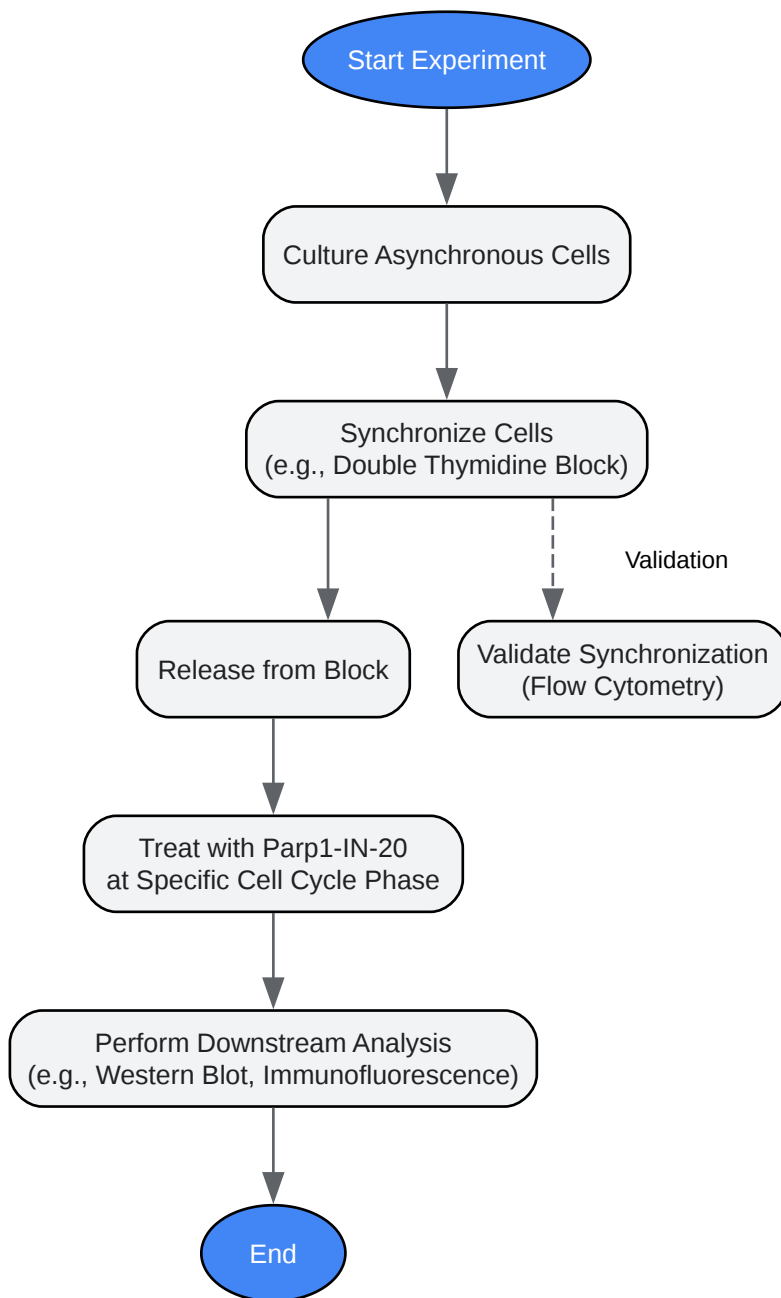 Start Experiment
Culture Asynchronous Cells
Synchronize Cells
(e.g., Double Thymidine Block)
Validation
Release from Block
Validate Synchronization
(Flow Cytometry)
Treat with Parp1-IN-20
at Specific Cell Cycle Phase
Perform Downstream Analysis
(e.g., Western Blot, Immunofluorescence)
End